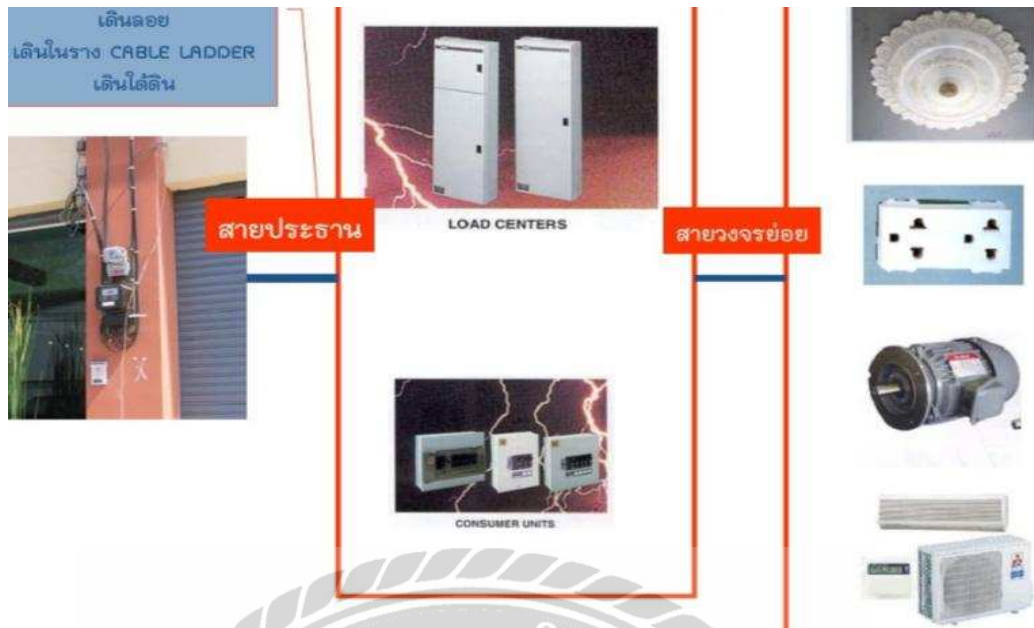 เดินลอย
เดินในราง CABLE LADDER
เดินใต้ดิน
สายประธาน
LOAD CENTERS
สายวงจรย่อย
CONSUMER UNITS